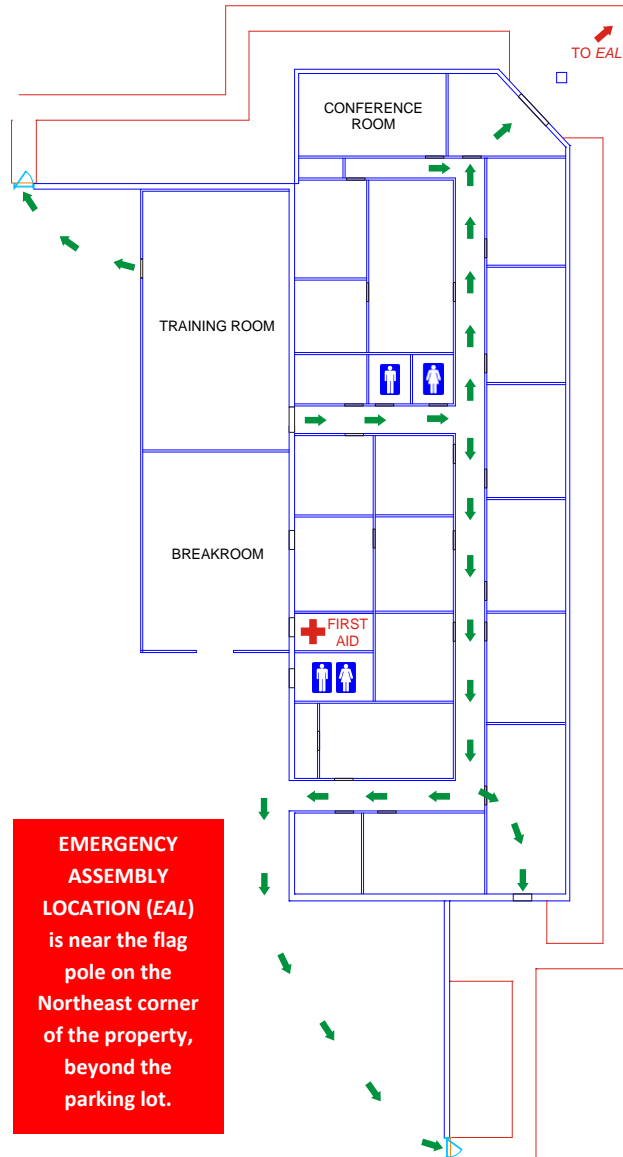 TO EAL
CONFERENCE
ROOM
TRAINING ROOM
BREAKROOM
FIRST
AID
EMERGENCY
ASSEMBLY
LOCATION (EAL)
is near the flag
pole on the
Northeast corner
of the property,
beyond the
parking lot.